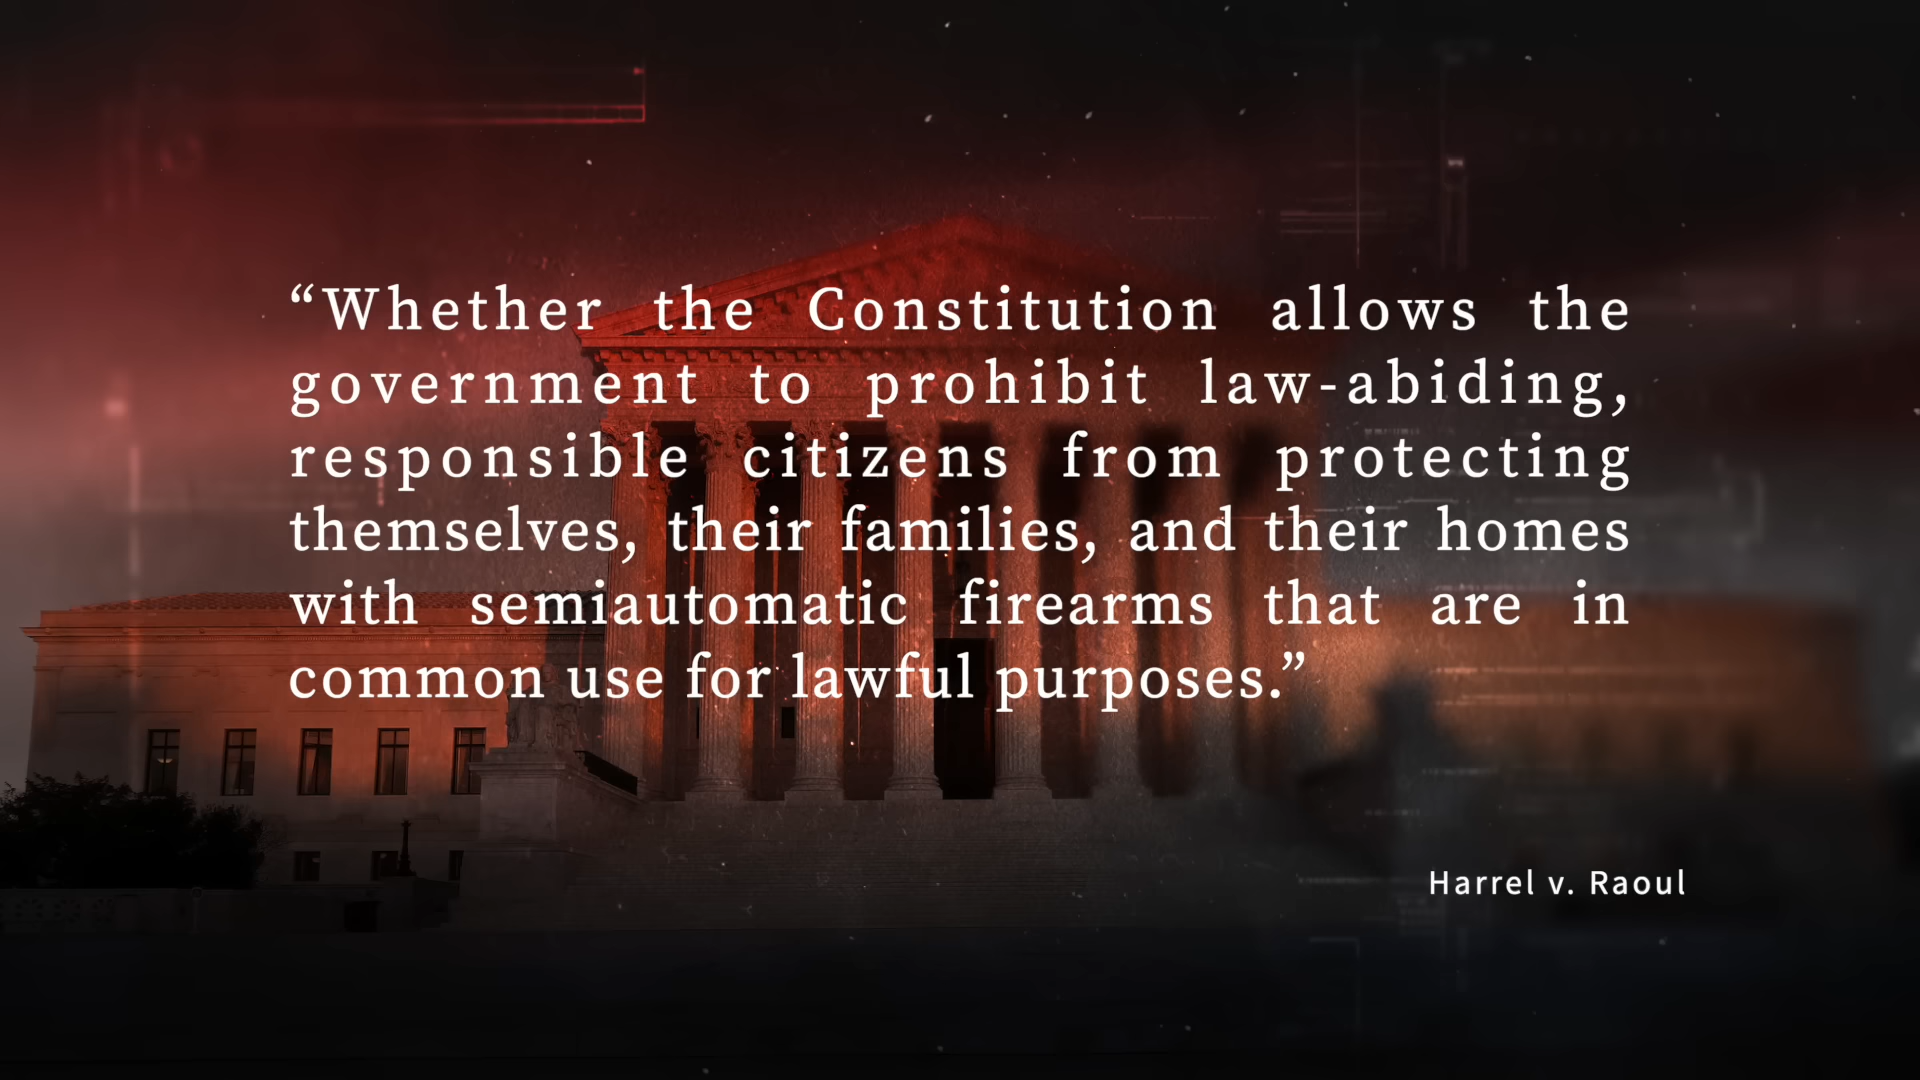 “Whether the Constitution allows the
government to prohibit law-abiding,
responsible citizens from protecting
themselves, their families, and their homes
with semiautomatic firearms that are in
common use for lawful purposes.”
Harrel v. Raoul